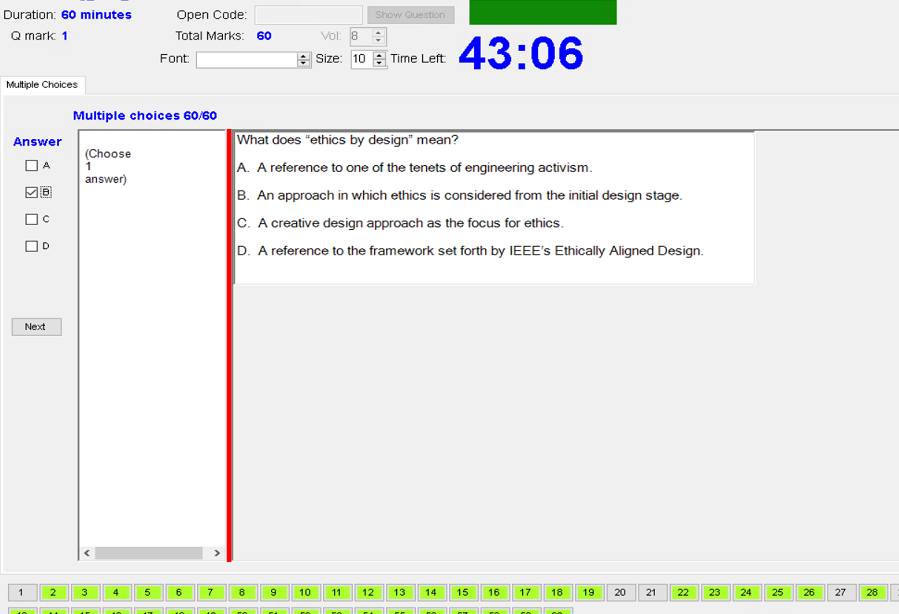 Duration: 60 minutes Open Code: Show Question
Q mark: 1 Total Marks: 60 Vol: 8
Font: Size: 10 Time Left: 43:06
Multiple Choices
Multiple choices 60/60
Answer
A
B
C
D
Next
(Choose
1
answer)
What does “ethics by design” mean?
A. A reference to one of the tenets of engineering activism.
B. An approach in which ethics is considered from the initial design stage.
C. A creative design approach as the focus for ethics.
D. A reference to the framework set forth by IEEE’s Ethically Aligned Design.
1 2 3 4 5 6 7 8 9 10 11 12 13 14 15 16 17 18 19 20 21 22 23 24 25 26 27 28